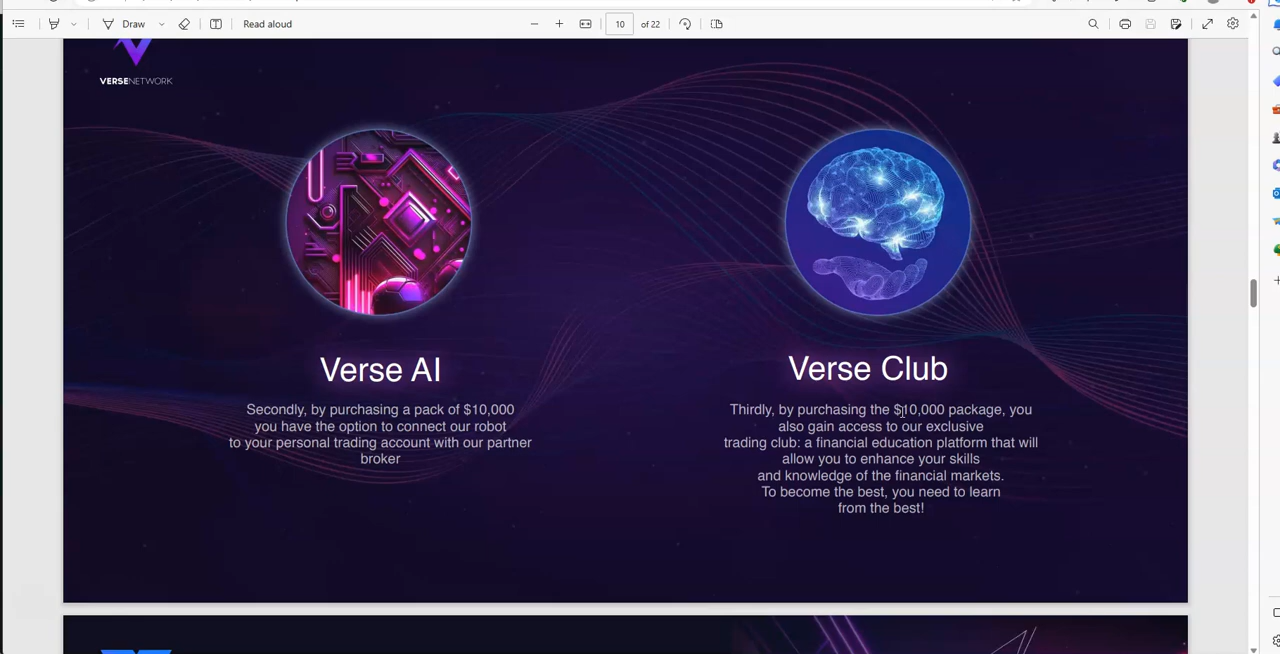 Draw
Read aloud
10
of 22
VERSENETWORK
Verse AI
Secondly, by purchasing a pack of $10,000
you have the option to connect our robot
to your personal trading account with our partner
broker
Verse Club
Thirdly, by purchasing the $10,000 package, you
also gain access to our exclusive
trading club: a financial education platform that will
allow you to enhance your skills
and knowledge of the financial markets.
To become the best, you need to learn
from the best!